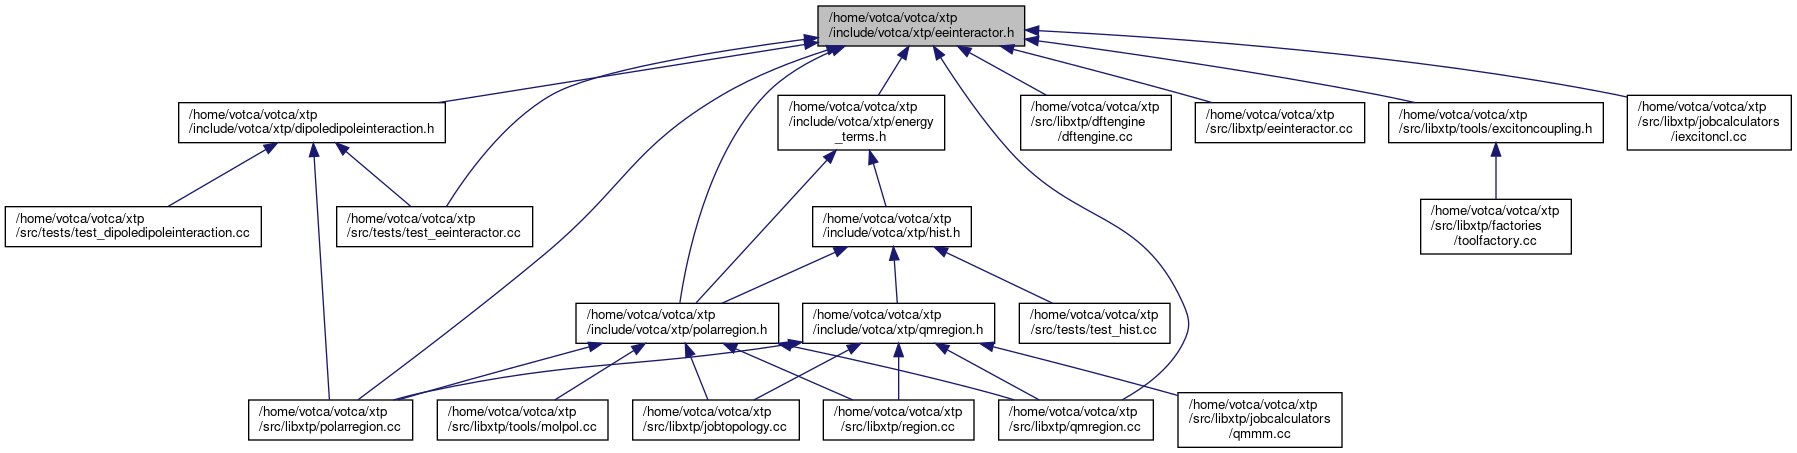 /home/votca/votca/xtp
/include/votca/xtp/eeinteractor.h
/home/votca/votca/xtp
/include/votca/xtp/dipoledipoleinteraction.h
/home/votca/votca/xtp
/include/votca/xtp/energy
_terms.h
/home/votca/votca/xtp
/src/libxtp/dftengine
/dftengine.cc
/home/votca/votca/xtp
/src/libxtp/eeinteractor.cc
/home/votca/votca/xtp
/src/libxtp/tools/excitoncoupling.h
/home/votca/votca/xtp
/src/libxtp/jobcalculators
/iexcitoncl.cc
/home/votca/votca/xtp
/src/tests/test_dipoledipoleinteraction.cc
/home/votca/votca/xtp
/src/tests/test_eeinteractor.cc
/home/votca/votca/xtp
/include/votca/xtp/hist.h
/home/votca/votca/xtp
/src/libxtp/factories
/toolfactory.cc
/home/votca/votca/xtp
/include/votca/xtp/polarregion.h
/home/votca/votca/xtp
/include/votca/xtp/qmregion.h
/home/votca/votca/xtp
/src/tests/test_hist.cc
/home/votca/votca/xtp
/src/libxtp/polarregion.cc
/home/votca/votca/xtp
/src/libxtp/tools/molpol.cc
/home/votca/votca/xtp
/src/libxtp/jobtopology.cc
/home/votca/votca/xtp
/src/libxtp/region.cc
/home/votca/votca/xtp
/src/libxtp/qmregion.cc
/home/votca/votca/xtp
/src/libxtp/jobcalculators
/qmmm.cc